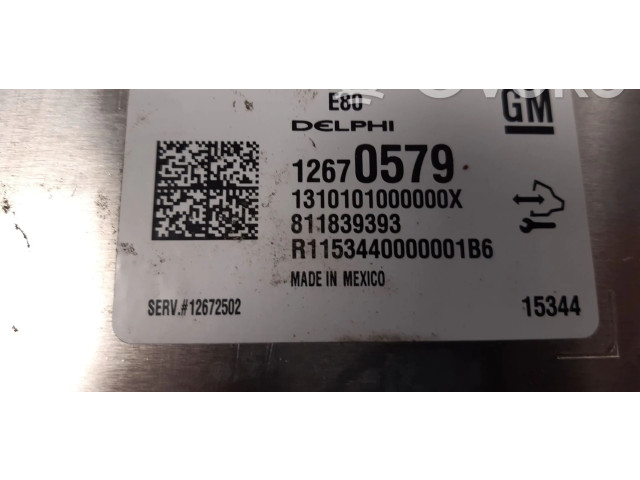 E80
GM
DELPHI
12670579
1310101000000X
811839393
R1153440000001B6
MADE IN MEXICO
SERV.#12672502
15344